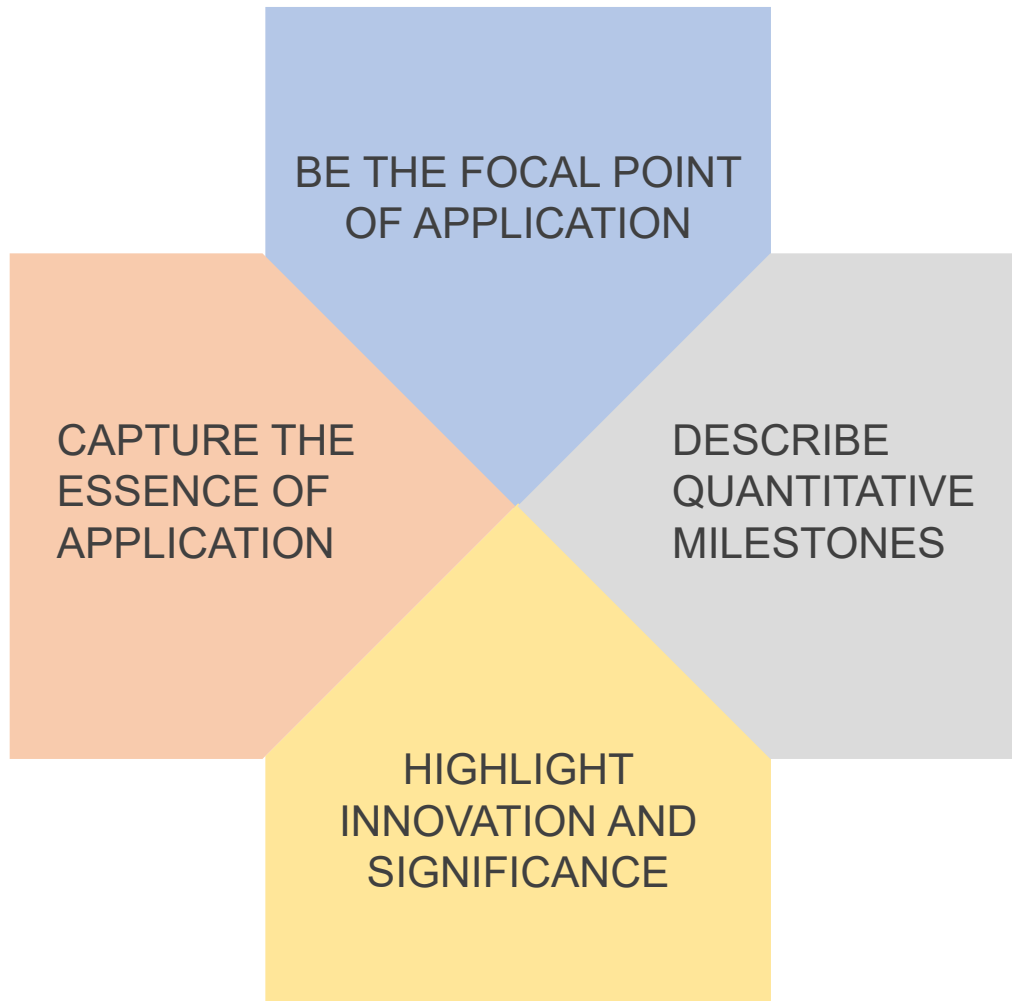 BE THE FOCAL POINT
OF APPLICATION
CAPTURE THE
ESSENCE OF
APPLICATION
DESCRIBE
QUANTITATIVE
MILESTONES
HIGHLIGHT
INNOVATION AND
SIGNIFICANCE